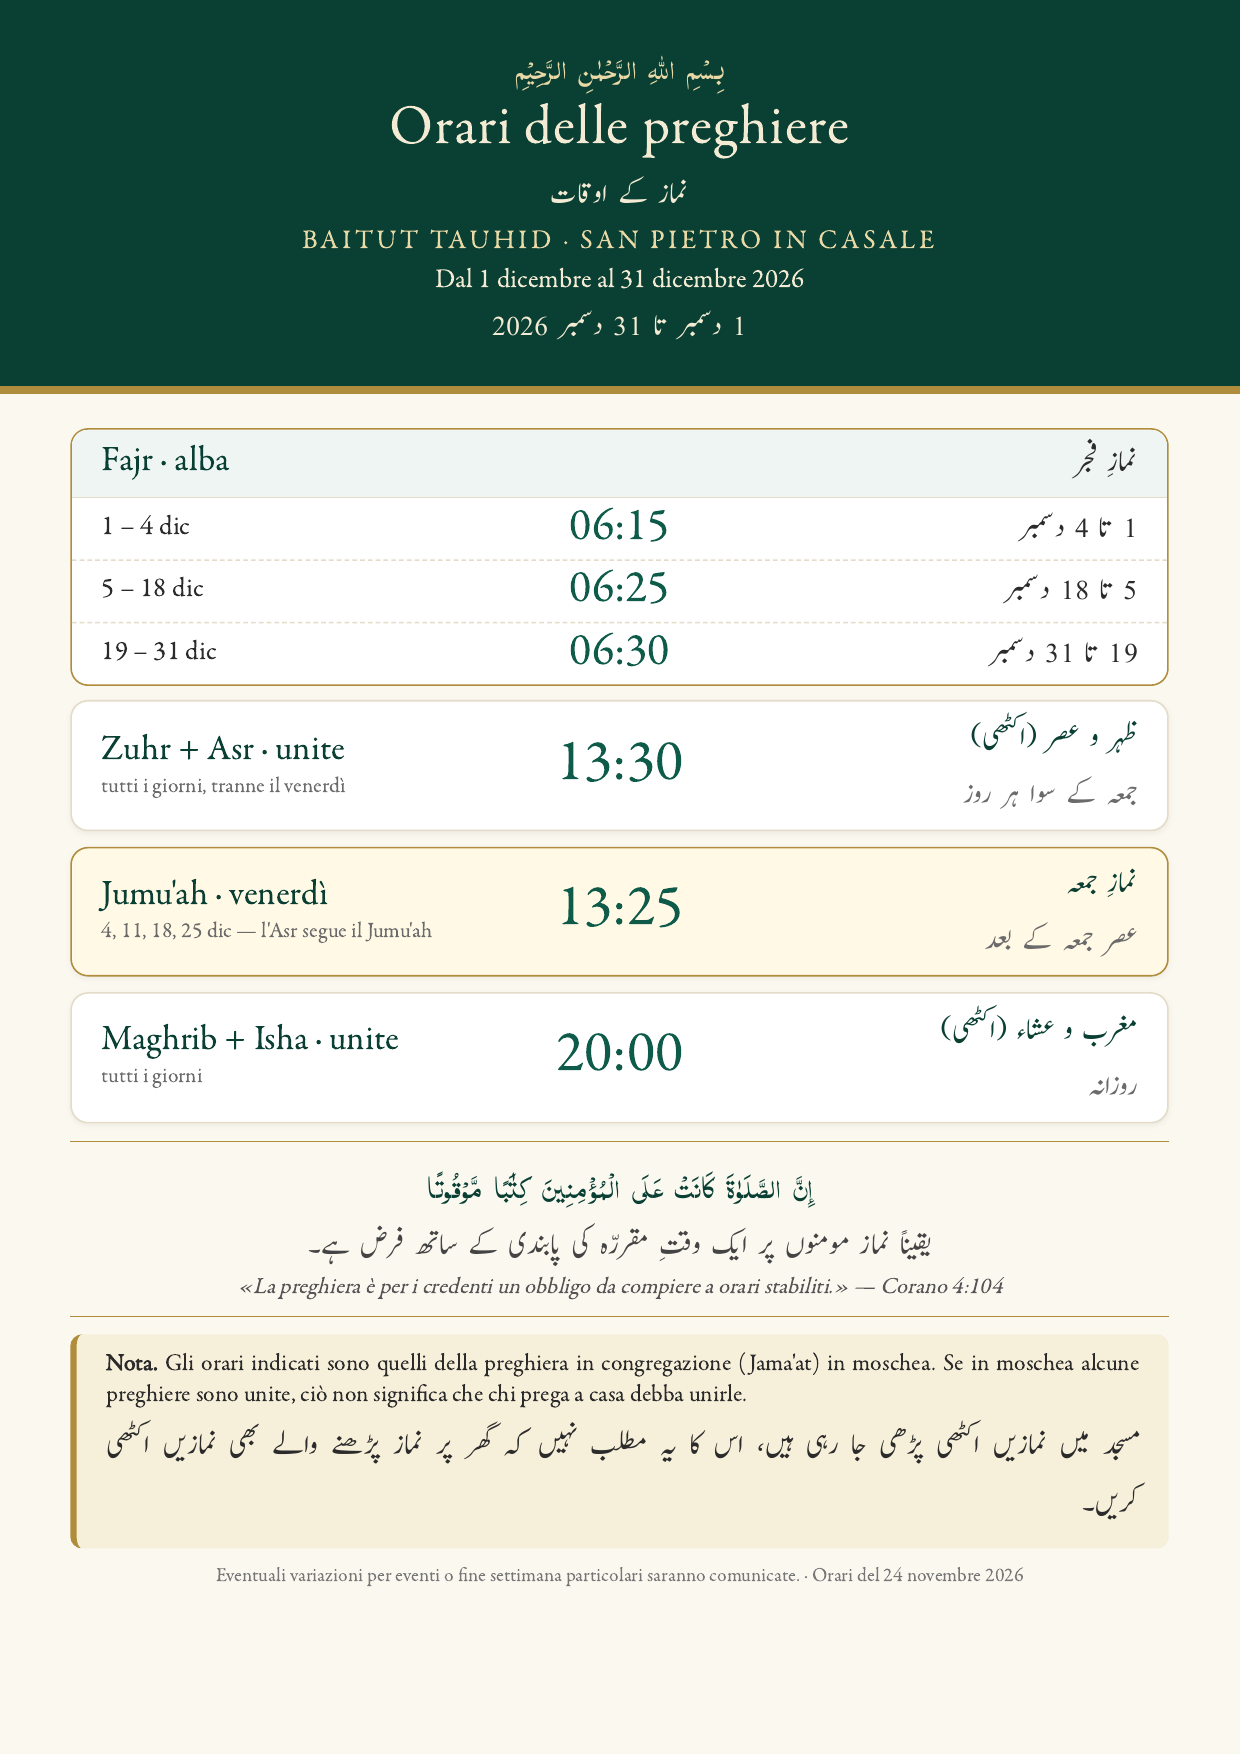 بِسْمِ اللهِ الرَّحْمٰنِ الرَّحِيْمِ
Orari delle preghiere
نماز کے اوقات
BAITUT TAUHID · SAN PIETRO IN CASALE
Dal 1 dicembre al 31 dicembre 2026
1 دسمبر تا 31 دسمبر 2026
Fajr · alba
نمازِ فجر
1 – 4 dic
06:15
1 تا 4 دسمبر
5 – 18 dic
06:25
5 تا 18 دسمبر
19 – 31 dic
06:30
19 تا 31 دسمبر
Zuhr + Asr · unite
tutti i giorni, tranne il venerdì
13:30
ظہر و عصر (اکٹھی)
جمعہ کے سوا ہر روز
Jumu'ah · venerdì
4, 11, 18, 25 dic — l'Asr segue il Jumu'ah
13:25
نمازِ جمعہ
عصر جمعہ کے بعد
Maghrib + Isha · unite
tutti i giorni
20:00
مغرب و عشاء (اکٹھی)
روزانہ
إِنَّ الصَّلَوٰةَ كَانَتْ عَلَى الْمُؤْمِنِينَ كِتَٰبًا مَّوْقُوتًا
یقیناً نماز مومنوں پر ایک وقتِ مقررّہ کی پابندی کے ساتھ فرض ہے۔
«La preghiera è per i credenti un obbligo da compiere a orari stabiliti.» — Corano 4:104
Nota. Gli orari indicati sono quelli della preghiera in congregazione (Jama'at) in moschea. Se in moschea alcune
preghiere sono unite, ciò non significa che chi prega a casa debba unirle.
مسجد میں نمازیں اکٹھی پڑھی جا رہی ہیں، اس کا یہ مطلب نہیں کہ گھر پر نماز پڑھنے والے بھی نمازیں اکٹھی
کریں۔
Eventuali variazioni per eventi o fine settimana particolari saranno comunicate. · Orari del 24 novembre 2026